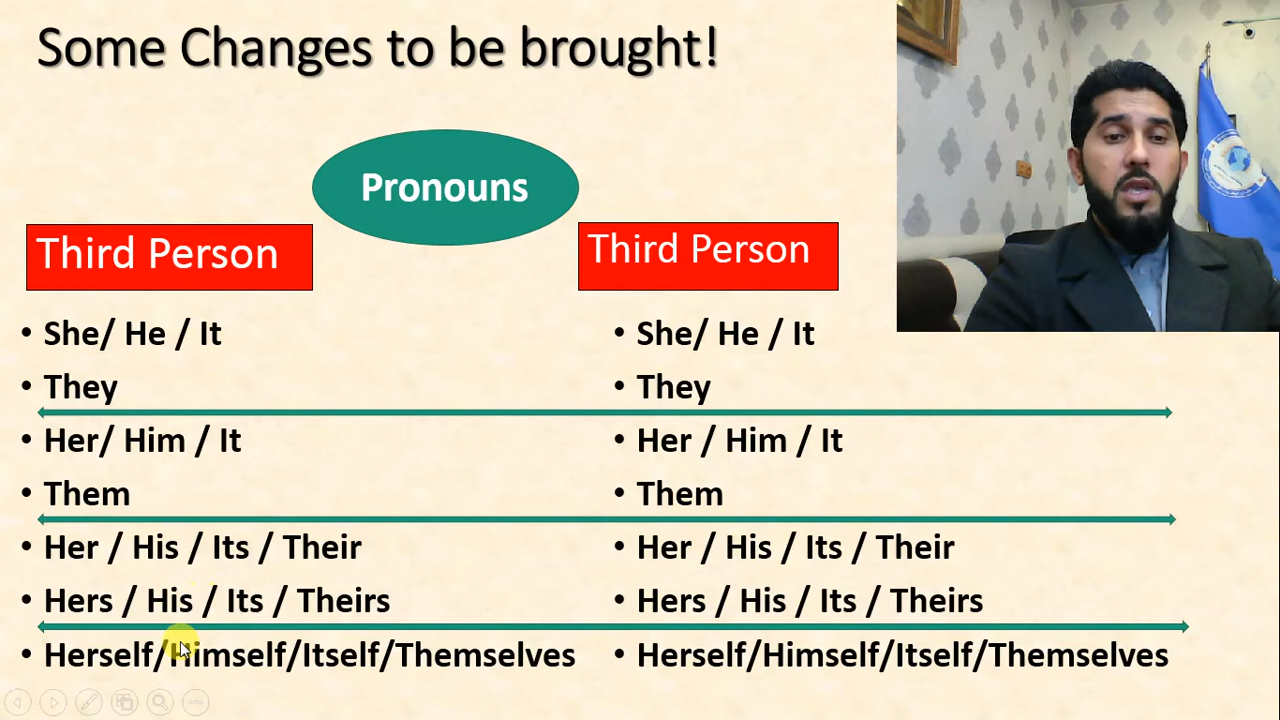 Some Changes to be brought!
Pronouns
Third Person
Third Person
• She/ He / It
• They
• Her/ Him / It
• Them
• Her / His / Its / Their
• Hers / His / Its / Theirs
• Herself/Himself/Itself/Themselves
• She/ He / It
• They
• Her / Him / It
• Them
• Her / His / Its / Their
• Hers / His / Its / Theirs
• Herself/Himself/Itself/Themselves